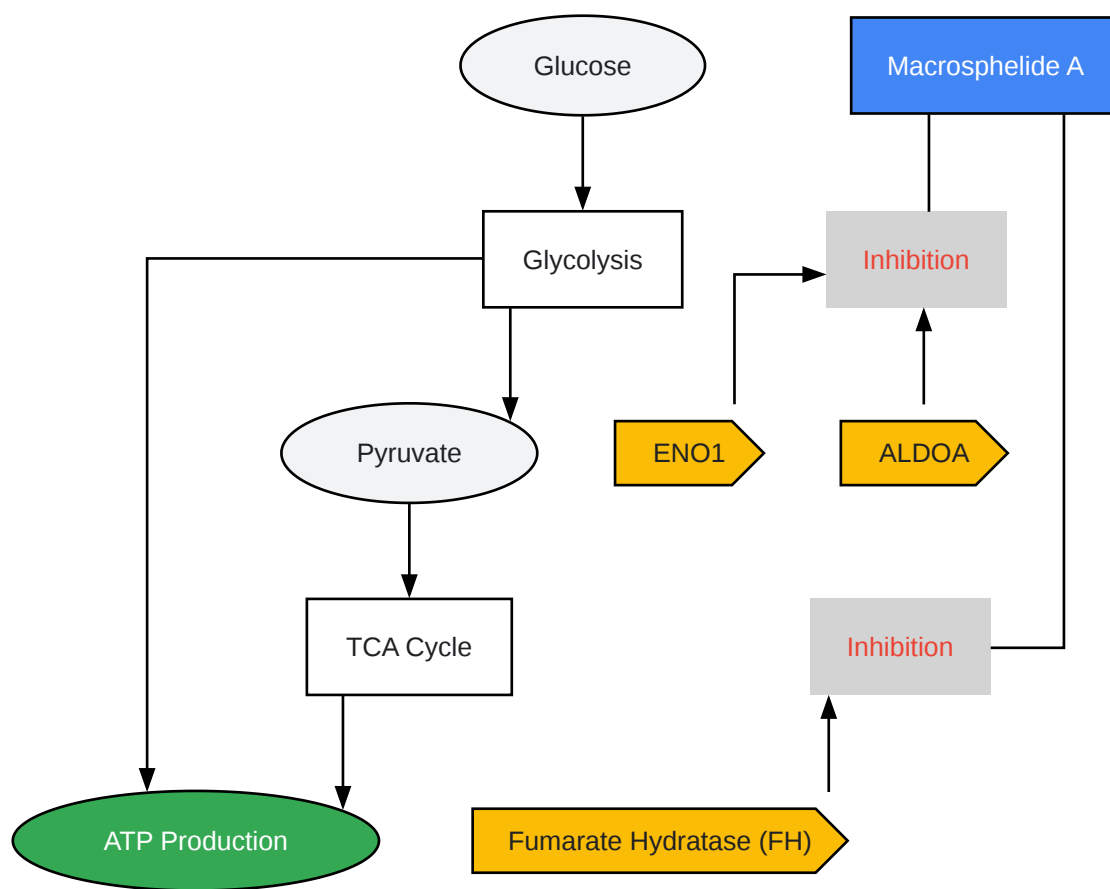 Glucose
Macrosphelide A
Glycolysis
Inhibition
Pyruvate
ENO1
ALDOA
TCA Cycle
Inhibition
ATP Production
Fumarate Hydratase (FH)